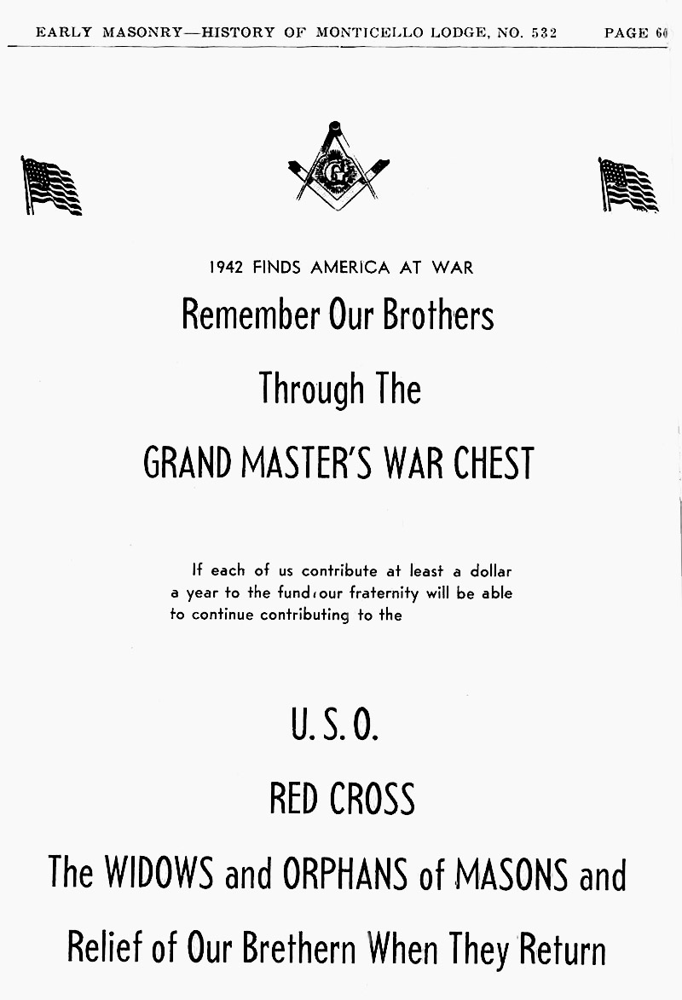 EARLY MASONRY—HISTORY OF MONTICELLO LODGE, NO. 532 PAGE
G
1942 FINDS AMERICA AT WAR
Remember Our Brothers
Through The
GRAND MASTER'S WAR CHEST
If each of us contribute at least a dollar
a year to the fund, our fraternity will be able
to continue contributing to the
U. S. O.
RED CROSS
The WIDOWS and ORPHANS of MASONS and
Relief of Our Brethern When They Return